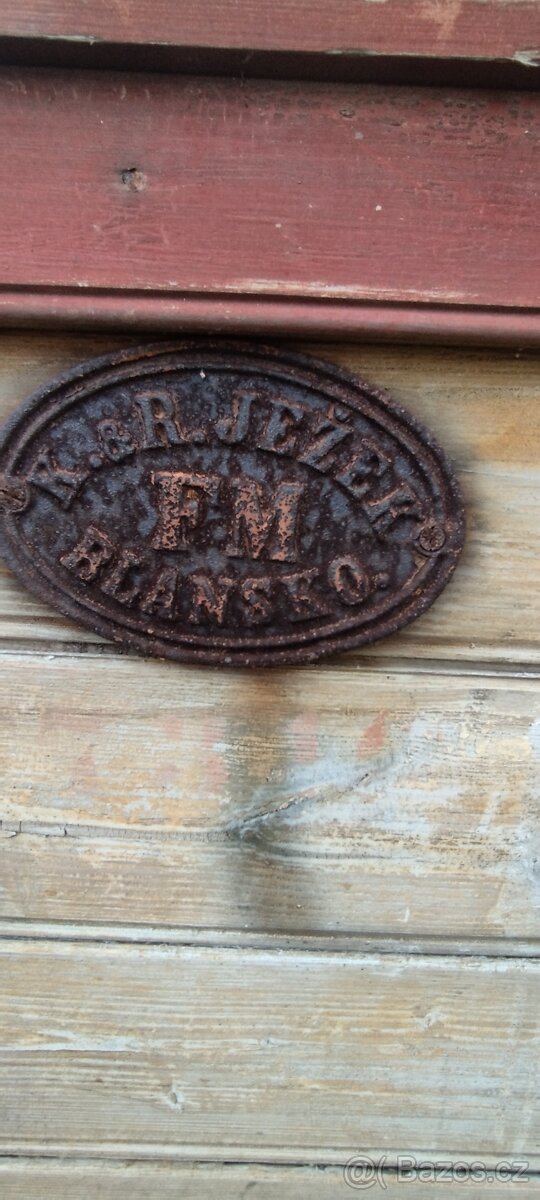 K. & R. JEŽEK
FM
BLANSKO.
@ Bazos.cz